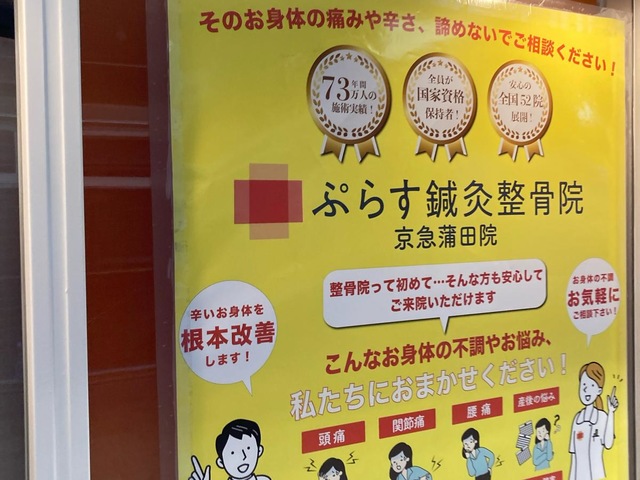 そのお身体の痛みや辛さ、諦めないでご相談ください！
年間
73万人の
施術実績！
全員が
国家資格
保持者！
安心の
全国52院
展開！
ぷらす鍼灸整骨院
京急蒲田院
整骨院って初めて…そんな方も安心して
ご来院いただけます
お身体の不調
お気軽に
ご相談下さい！
辛いお身体を
根本改善
します！
こんなお身体の不調やお悩み、
私たちにおまかせください！
頭痛
関節痛
腰痛
産後の悩み